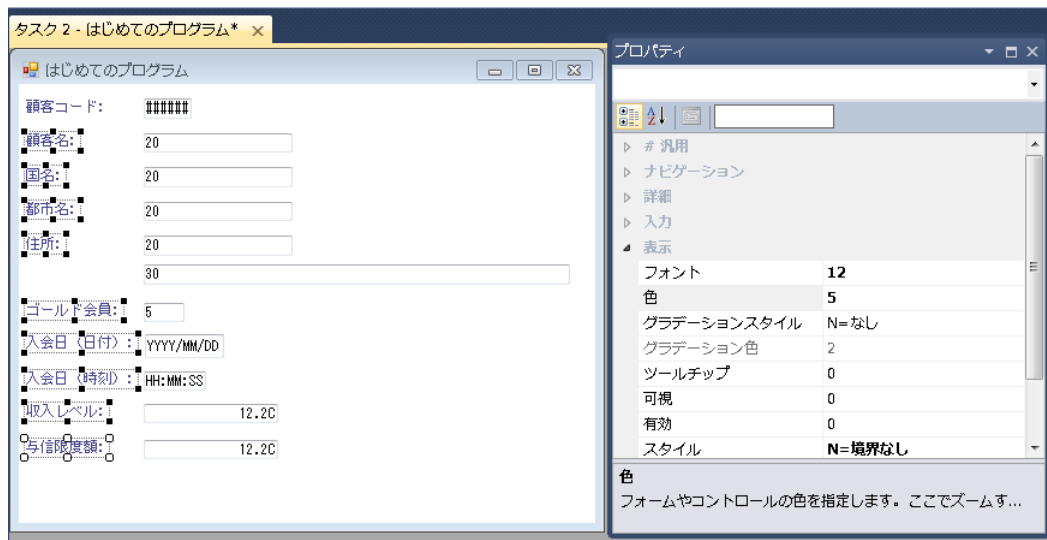 タスク 2 - はじめてのプログラム*
はじめてのプログラム
顧客コード: ######
顧客名: 20
国名: 20
都市名: 20
住所: 20
30
ゴールド会員: 5
入会日（日付）: YYYY/MM/DD
入会日（時刻）: HH:MM:SS
収入レベル: 12.2C
与信限度額: 12.2C
プロパティ
# 汎用
ナビゲーション
詳細
入力
表示
フォント 12
色 5
グラデーションスタイル N=なし
グラデーション色 2
ツールチップ 0
可視 0
有効 0
スタイル N=境界なし
色
フォームやコントロールの色を指定します。ここでズームす...